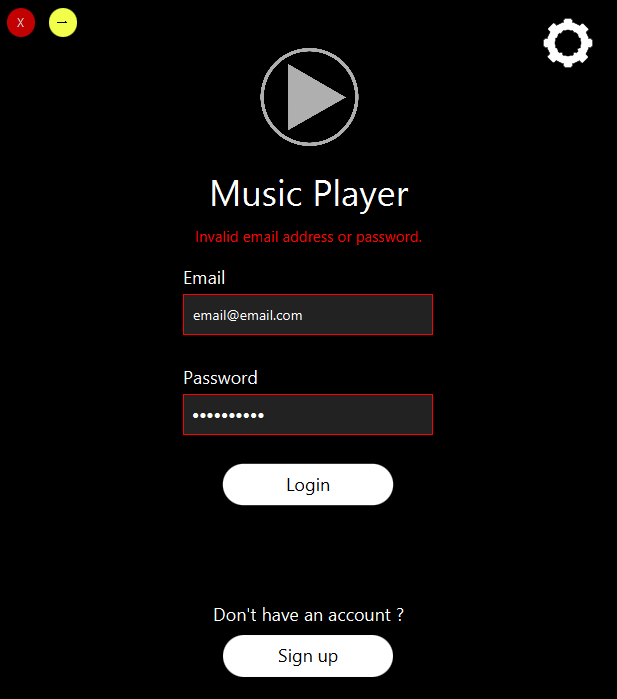 X
Music Player
Invalid email address or password.
Email
email@email.com
Password
••••••••••
Login
Don't have an account ?
Sign up